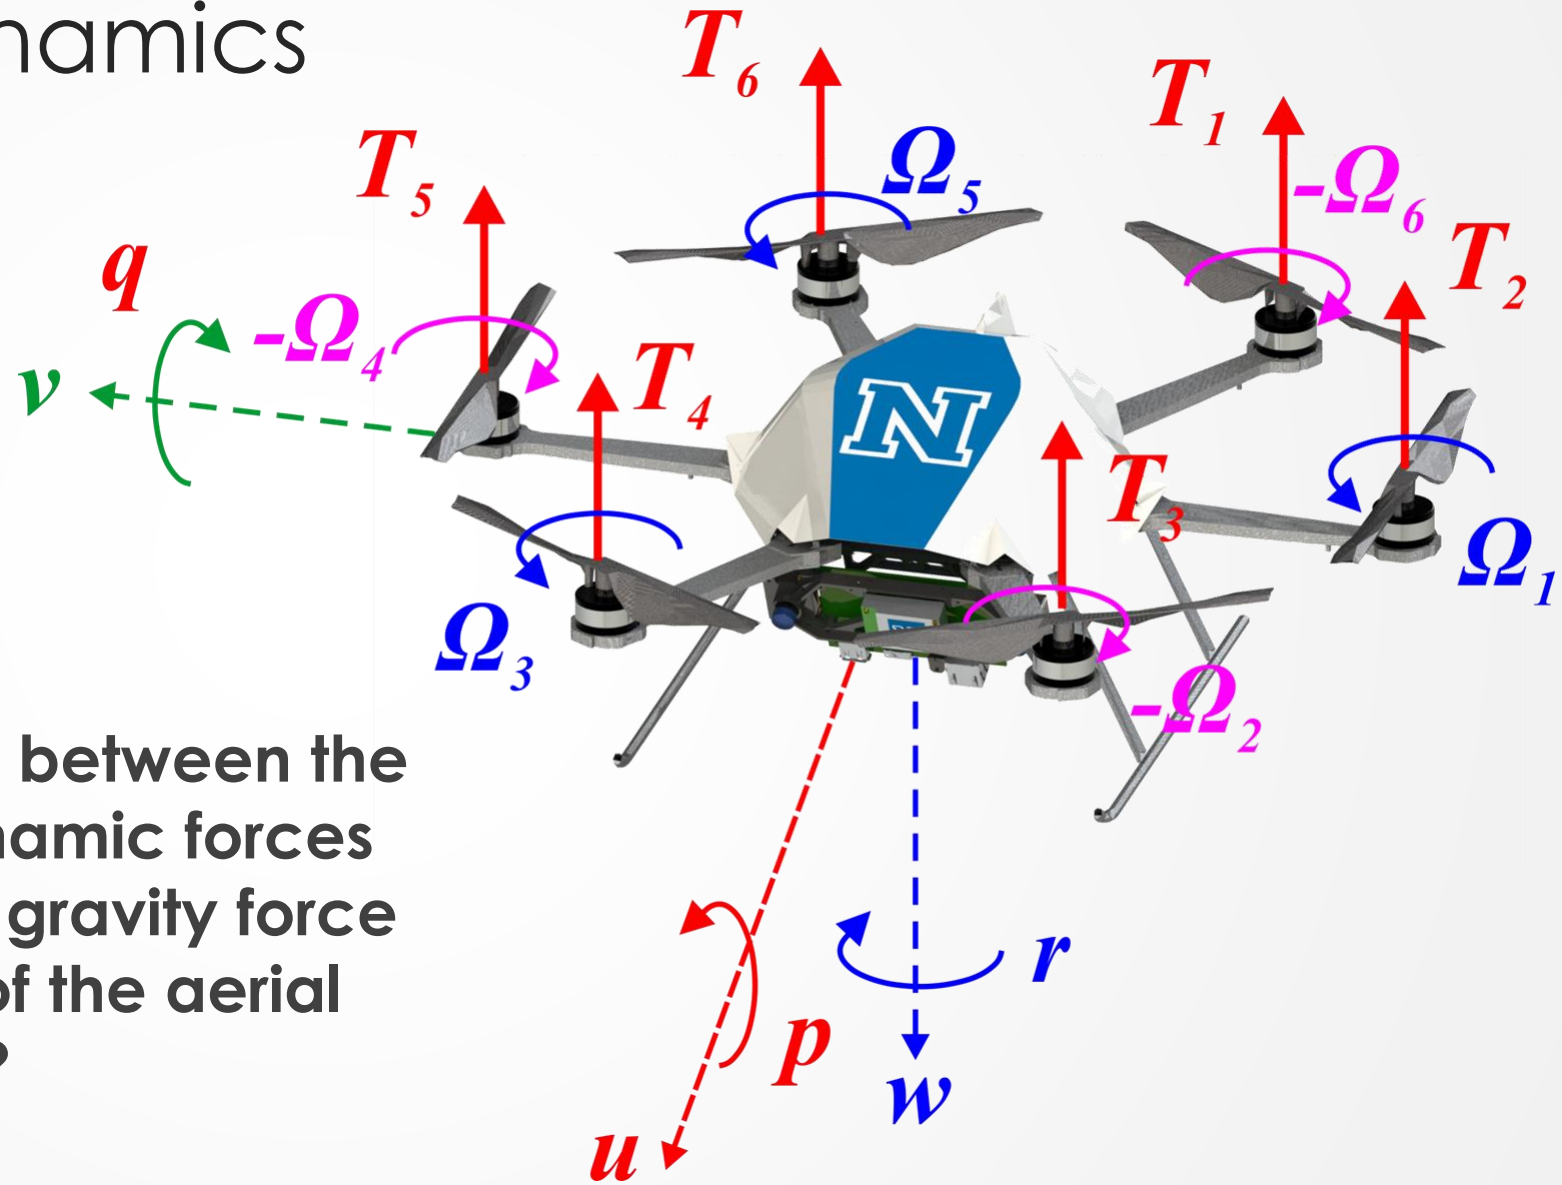 namics
T6
T1
Ω5
-Ω6
T5
T2
q
-Ω4
v
T4
N
T3
Ω1
Ω3
-Ω2
between the
namic forces
gravity force
of the aerial
?
r
p
w
u